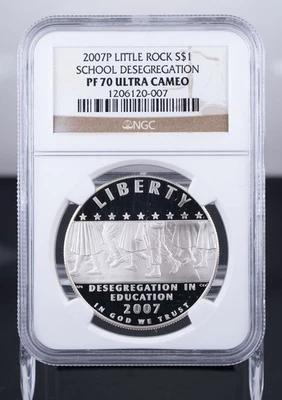 2007P LITTLE ROCK S$1
SCHOOL DESEGREGATION
PF 70 ULTRA CAMEO
1206120-007
NGC
LIBERTY
DESEGREGATION IN
EDUCATION
2007
IN GOD WE TRUST